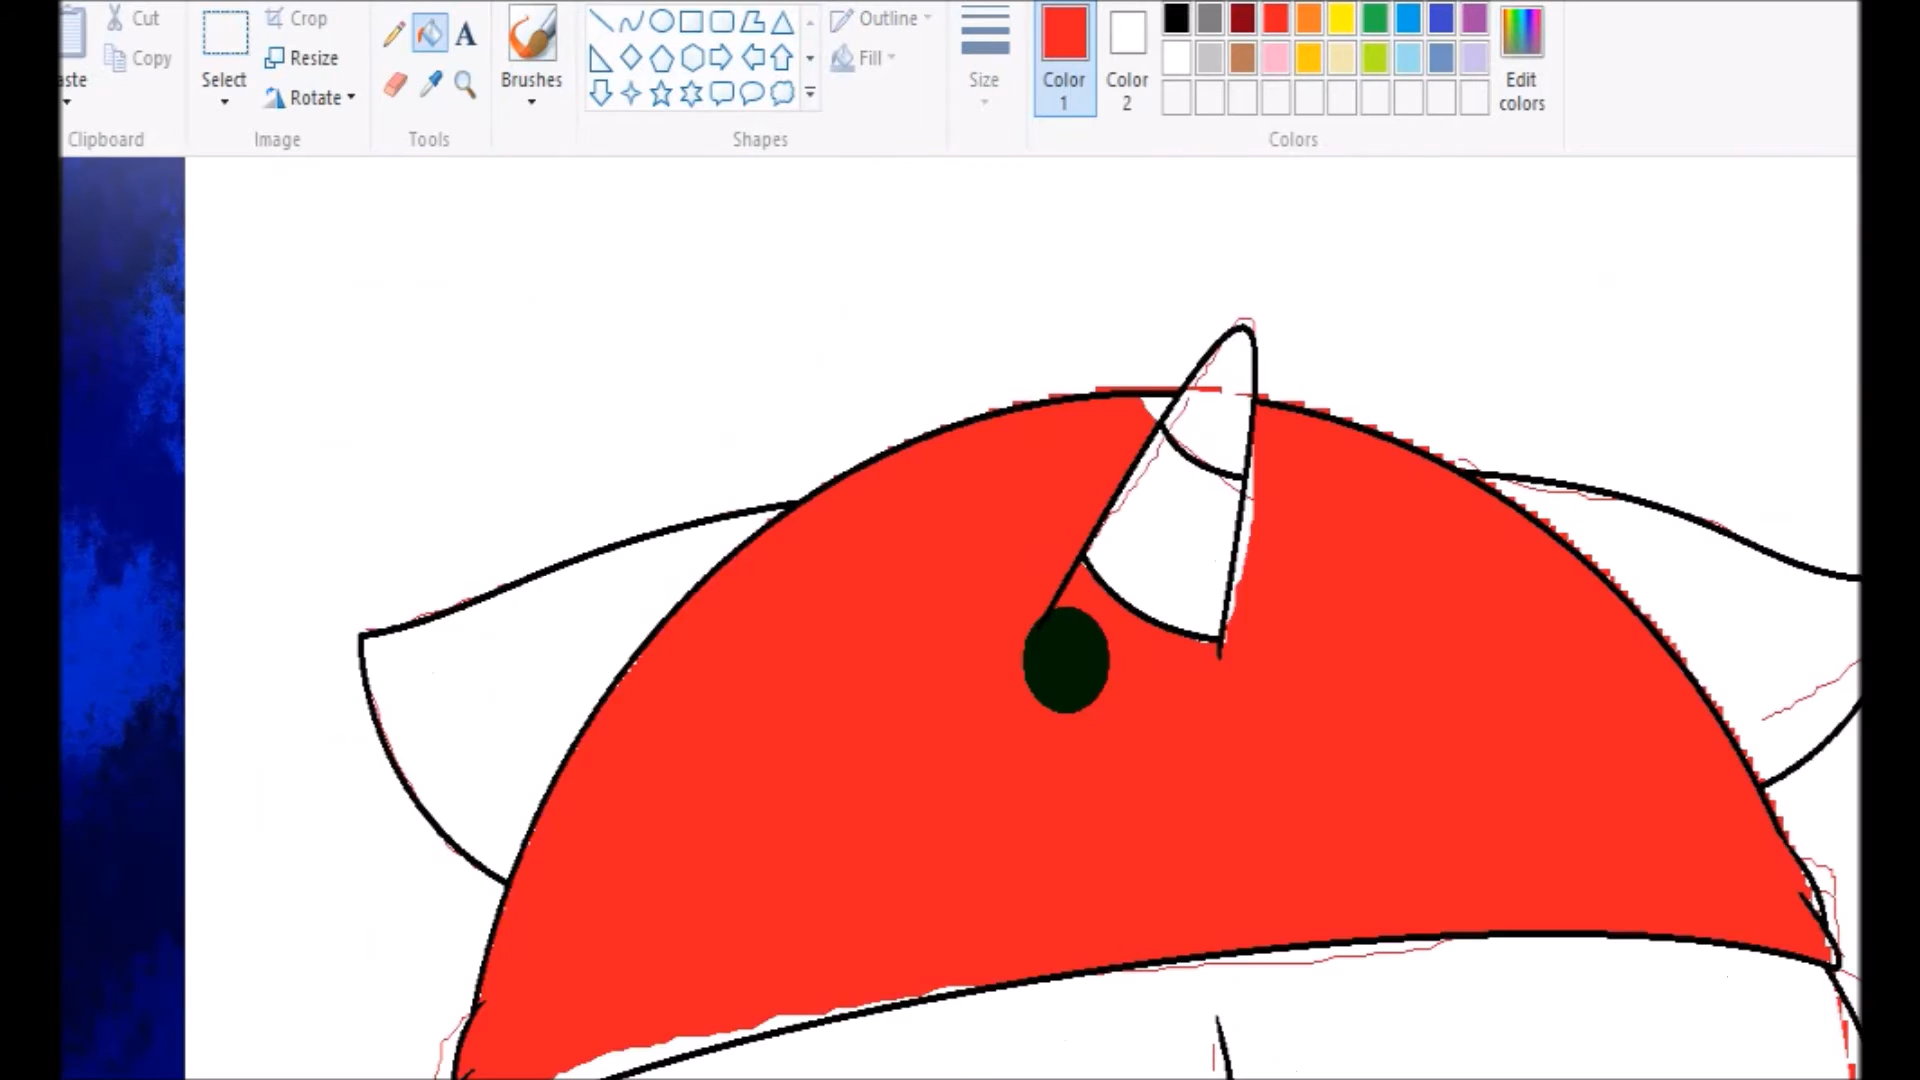 Cut
aste
Copy
Clipboard
Select
Crop
Resize
Rotate
Image
A
Tools
Brushes
Shapes
Outline
Fill
Size
Color
1
Color
2
Edit
colors
Colors